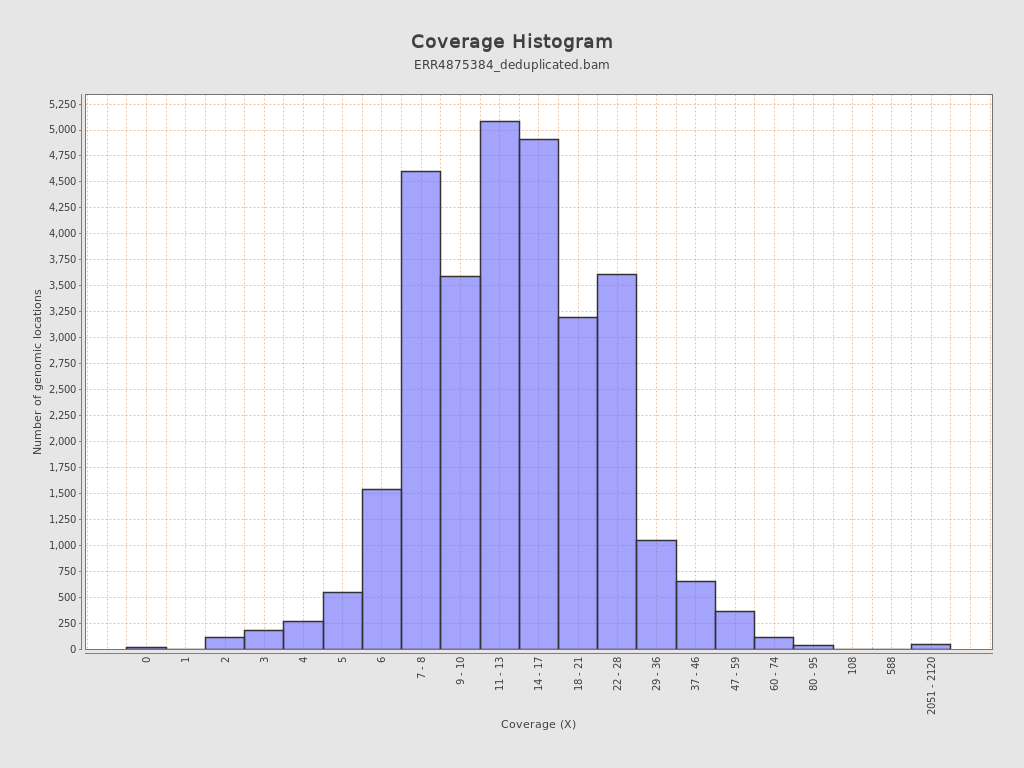 Coverage Histogram
ERR4875384_deduplicated.bam
5,250
5,000
4,750
4,500
4,250
4,000
3,750
3,500
3,250
3,000
2,750
2,500
2,250
2,000
1,750
1,500
1,250
1,000
750
500
250
0
Number of genomic locations
0
1
2
3
4
5
6
7 - 8
9 - 10
11 - 13
14 - 17
18 - 21
22 - 28
29 - 36
37 - 46
47 - 59
60 - 74
80 - 95
108
588
2051 - 2120
Coverage (X)